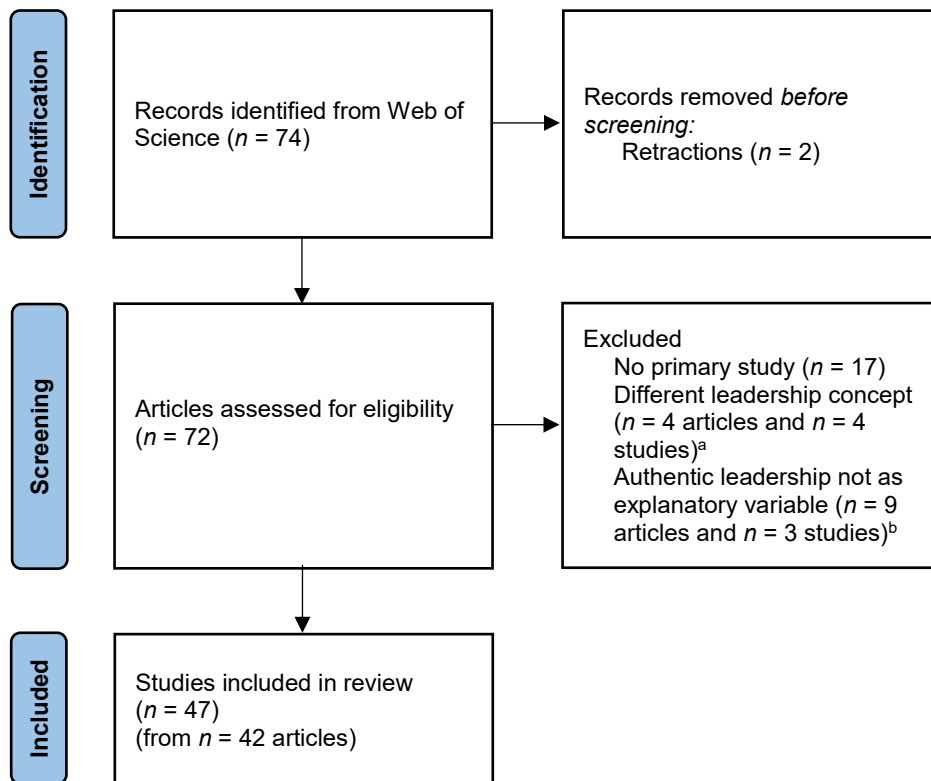 Identification
Records identified from Web of
Science (n = 74)
Records removed before
screening:
Retractions (n = 2)
Screening
Articles assessed for eligibility
(n = 72)
Excluded
No primary study (n = 17)
Different leadership concept
(n = 4 articles and n = 4
studies)ᵃ
Authentic leadership not as
explanatory variable (n = 9
articles and n = 3 studies)ᵇ
Included
Studies included in review
(n = 47)
(from n = 42 articles)